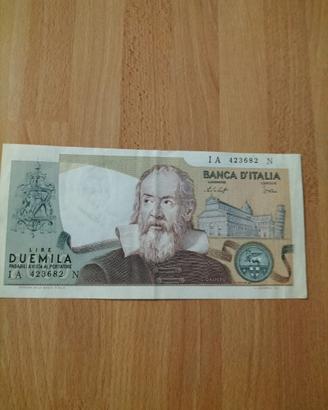 IA 423682 N
BANCA D'ITALIA
LIRE
DUEMILA
PAGABILI A VISTA AL PORTATORE
IA 423682 N